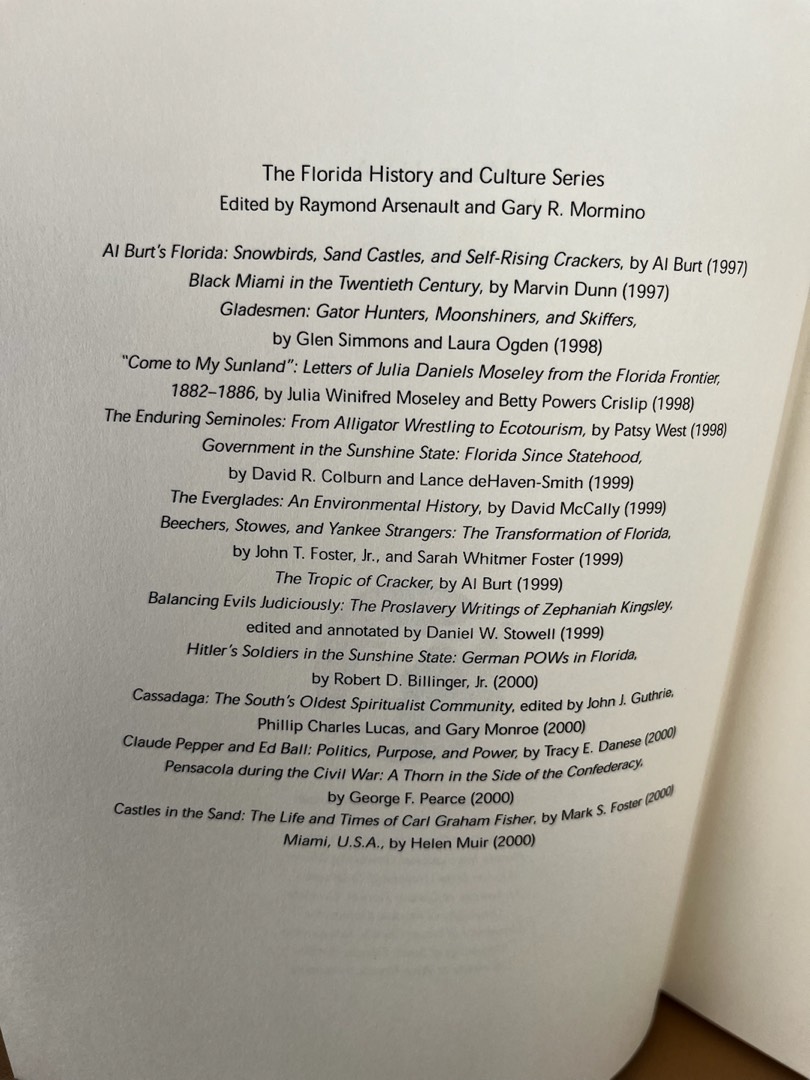 The Florida History and Culture Series
Edited by Raymond Arsenault and Gary R. Mormino
Al Burt's Florida: Snowbirds, Sand Castles, and Self-Rising Crackers, by Al Burt (1997)
Black Miami in the Twentieth Century, by Marvin Dunn (1997)
Gladesmen: Gator Hunters, Moonshiners, and Skiffers,
by Glen Simmons and Laura Ogden (1998)
"Come to My Sunland": Letters of Julia Daniels Moseley from the Florida Frontier,
1882–1886, by Julia Winifred Moseley and Betty Powers Crislip (1998)
The Enduring Seminoles: From Alligator Wrestling to Ecotourism, by Patsy West (1998)
Government in the Sunshine State: Florida Since Statehood,
by David R. Colburn and Lance deHaven-Smith (1999)
The Everglades: An Environmental History, by David McCally (1999)
Beechers, Stowes, and Yankee Strangers: The Transformation of Florida,
by John T. Foster, Jr., and Sarah Whitmer Foster (1999)
The Tropic of Cracker, by Al Burt (1999)
Balancing Evils Judiciously: The Proslavery Writings of Zephaniah Kingsley,
edited and annotated by Daniel W. Stowell (1999)
Hitler's Soldiers in the Sunshine State: German POWs in Florida,
by Robert D. Billinger, Jr. (2000)
Cassadaga: The South's Oldest Spiritualist Community, edited by John J. Guthrie,
Phillip Charles Lucas, and Gary Monroe (2000)
Claude Pepper and Ed Ball: Politics, Purpose, and Power, by Tracy E. Danese (2000)
Pensacola during the Civil War: A Thorn in the Side of the Confederacy,
by George F. Pearce (2000)
Castles in the Sand: The Life and Times of Carl Graham Fisher, by Mark S. Foster (2000)
Miami, U.S.A., by Helen Muir (2000)